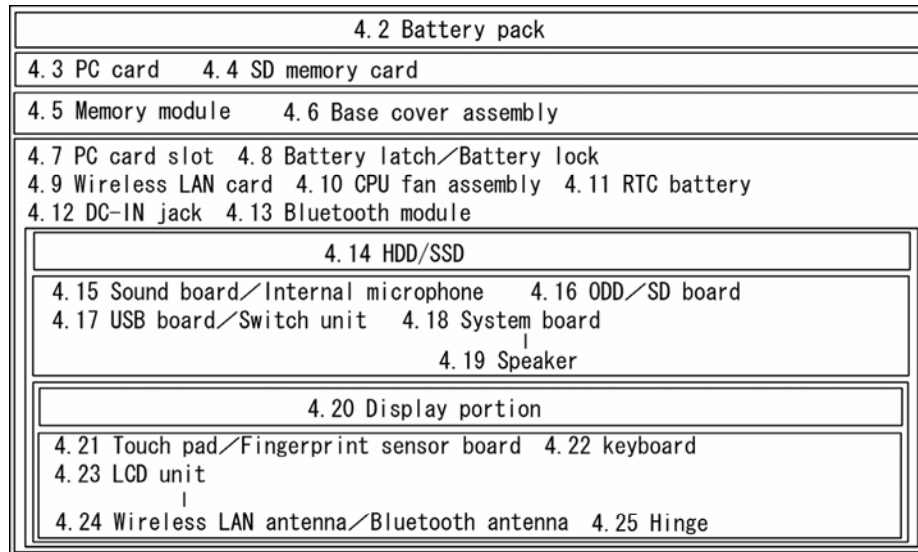 4.2 Battery pack
4.3 PC card 4.4 SD memory card
4.5 Memory module 4.6 Base cover assembly
4.7 PC card slot 4.8 Battery latch／Battery lock
4.9 Wireless LAN card 4.10 CPU fan assembly 4.11 RTC battery
4.12 DC-IN jack 4.13 Bluetooth module
4.14 HDD/SSD
4.15 Sound board／Internal microphone 4.16 ODD／SD board
4.17 USB board／Switch unit 4.18 System board
4.19 Speaker
4.20 Display portion
4.21 Touch pad／Fingerprint sensor board 4.22 keyboard
4.23 LCD unit
4.24 Wireless LAN antenna／Bluetooth antenna 4.25 Hinge